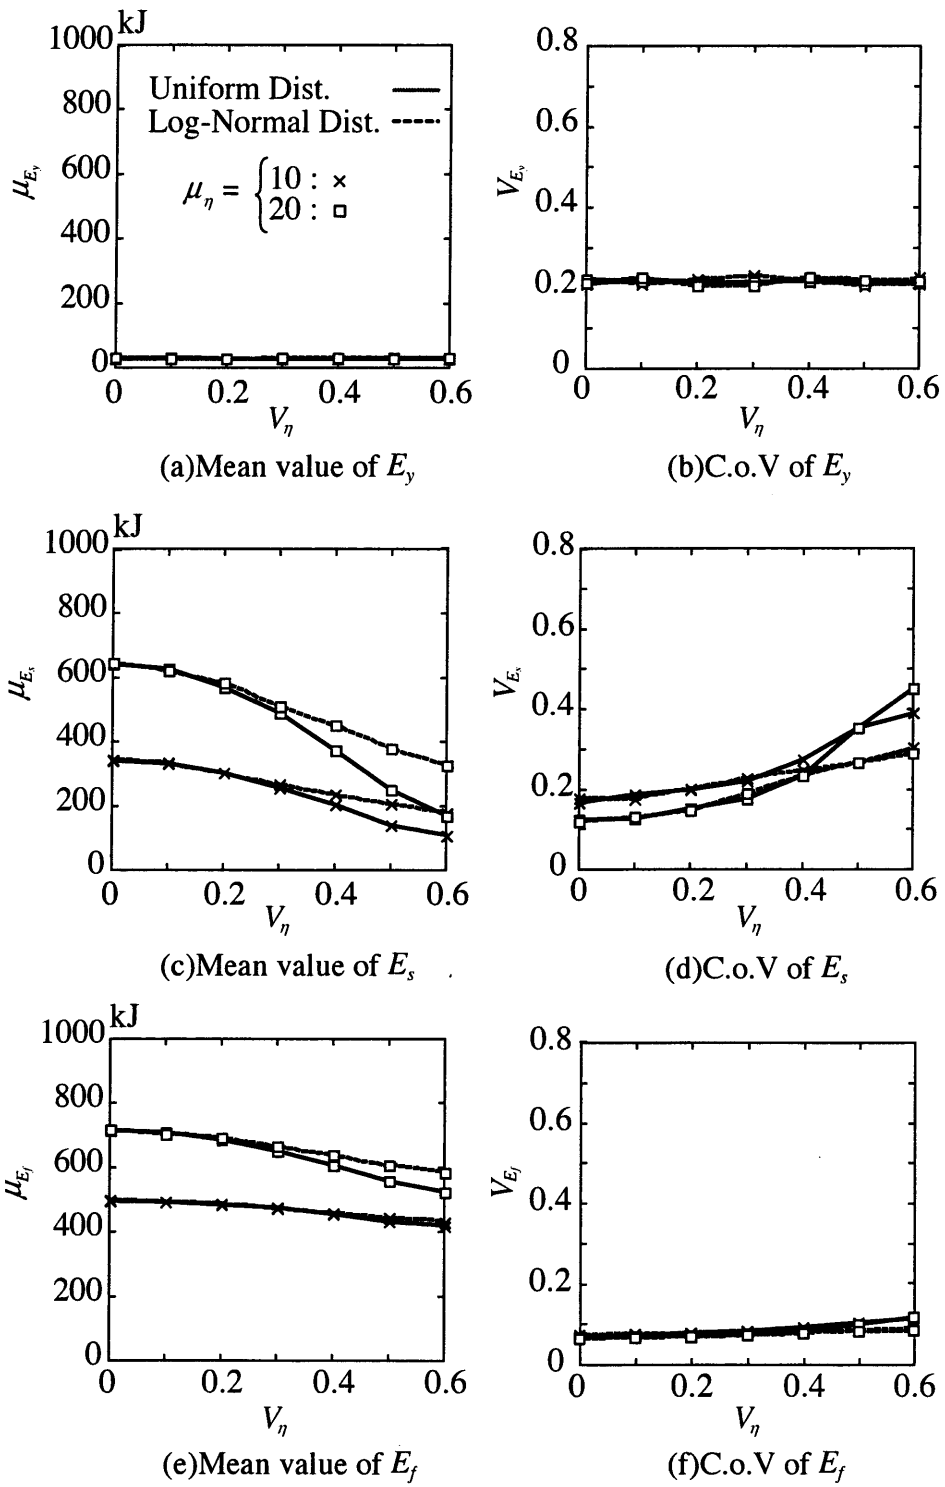 kJ
1000
800
600
400
200
0
μEy
Uniform Dist.
Log-Normal Dist.
μη = { 10 : ×
20 : □
0 0.2 0.4 0.6
Vη
(a)Mean value of Ey
0.8
0.6
0.4
0.2
0
VEy
0 0.2 0.4 0.6
Vη
(b)C.o.V of Ey
kJ
1000
800
600
400
200
0
μEs
0 0.2 0.4 0.6
Vη
(c)Mean value of Es
0.8
0.6
0.4
0.2
0
VEs
0 0.2 0.4 0.6
Vη
(d)C.o.V of Es
kJ
1000
800
600
400
200
0
μEf
0 0.2 0.4 0.6
Vη
(e)Mean value of Ef
0.8
0.6
0.4
0.2
0
VEf
0 0.2 0.4 0.6
Vη
(f)C.o.V of Ef